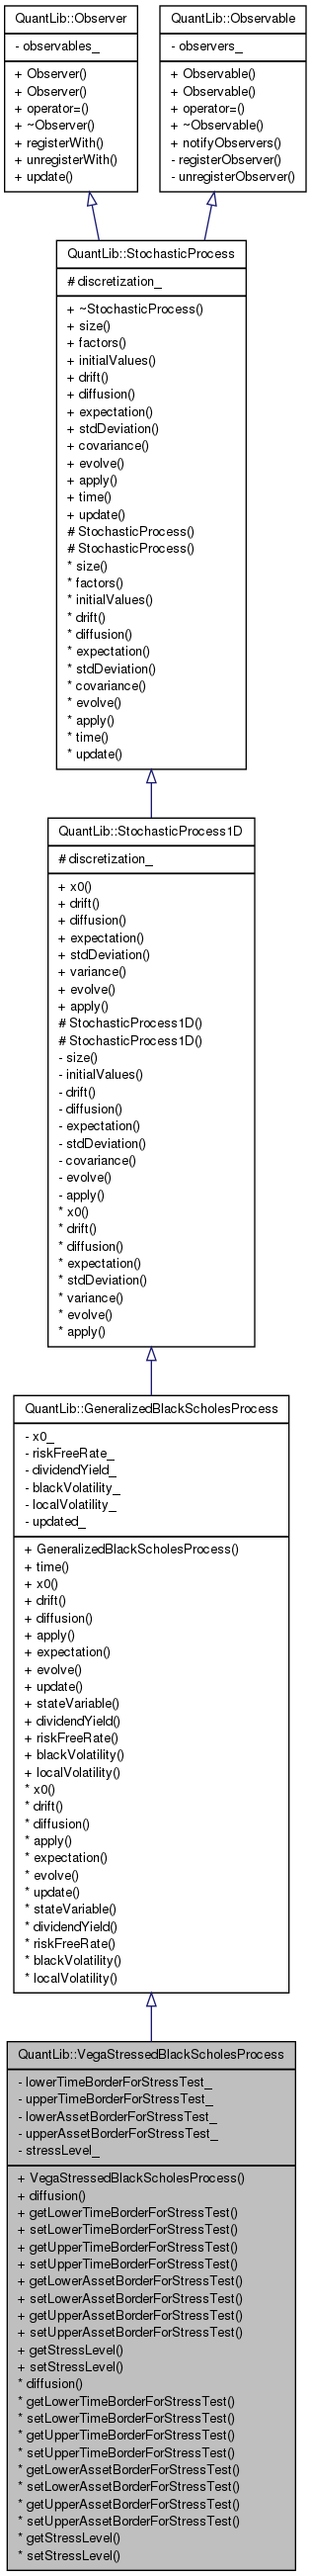 QuantLib::Observer
- observables_
+ Observer()
+ Observer()
+ operator=()
+ ~Observer()
+ registerWith()
+ unregisterWith()
+ update()
QuantLib::Observable
- observers_
+ Observable()
+ Observable()
+ operator=()
+ ~Observable()
+ notifyObservers()
- registerObserver()
- unregisterObserver()
QuantLib::StochasticProcess
# discretization_
+ ~StochasticProcess()
+ size()
+ factors()
+ initialValues()
+ drift()
+ diffusion()
+ expectation()
+ stdDeviation()
+ covariance()
+ evolve()
+ apply()
+ time()
+ update()
# StochasticProcess()
# StochasticProcess()
* size()
* factors()
* initialValues()
* drift()
* diffusion()
* expectation()
* stdDeviation()
* covariance()
* evolve()
* apply()
* time()
* update()
QuantLib::StochasticProcess1D
# discretization_
+ x0()
+ drift()
+ diffusion()
+ expectation()
+ stdDeviation()
+ variance()
+ evolve()
+ apply()
# StochasticProcess1D()
# StochasticProcess1D()
- size()
- initialValues()
- drift()
- diffusion()
- expectation()
- stdDeviation()
- covariance()
- evolve()
- apply()
* x0()
* drift()
* diffusion()
* expectation()
* stdDeviation()
* variance()
* evolve()
* apply()
QuantLib::GeneralizedBlackScholesProcess
- x0_
- riskFreeRate_
- dividendYield_
- blackVolatility_
- localVolatility_
- updated_
+ GeneralizedBlackScholesProcess()
+ time()
+ x0()
+ drift()
+ diffusion()
+ apply()
+ expectation()
+ evolve()
+ update()
+ stateVariable()
+ dividendYield()
+ riskFreeRate()
+ blackVolatility()
+ localVolatility()
* x0()
* drift()
* diffusion()
* apply()
* expectation()
* evolve()
* update()
* stateVariable()
* dividendYield()
* riskFreeRate()
* blackVolatility()
* localVolatility()
QuantLib::VegaStressedBlackScholesProcess
- lowerTimeBorderForStressTest_
- upperTimeBorderForStressTest_
- lowerAssetBorderForStressTest_
- upperAssetBorderForStressTest_
- stressLevel_
+ VegaStressedBlackScholesProcess()
+ diffusion()
+ getLowerTimeBorderForStressTest()
+ setLowerTimeBorderForStressTest()
+ getUpperTimeBorderForStressTest()
+ setUpperTimeBorderForStressTest()
+ getLowerAssetBorderForStressTest()
+ setLowerAssetBorderForStressTest()
+ getUpperAssetBorderForStressTest()
+ setUpperAssetBorderForStressTest()
+ getStressLevel()
+ setStressLevel()
* diffusion()
* getLowerTimeBorderForStressTest()
* setLowerTimeBorderForStressTest()
* getUpperTimeBorderForStressTest()
* setUpperTimeBorderForStressTest()
* getLowerAssetBorderForStressTest()
* setLowerAssetBorderForStressTest()
* getUpperAssetBorderForStressTest()
* setUpperAssetBorderForStressTest()
* getStressLevel()
* setStressLevel()